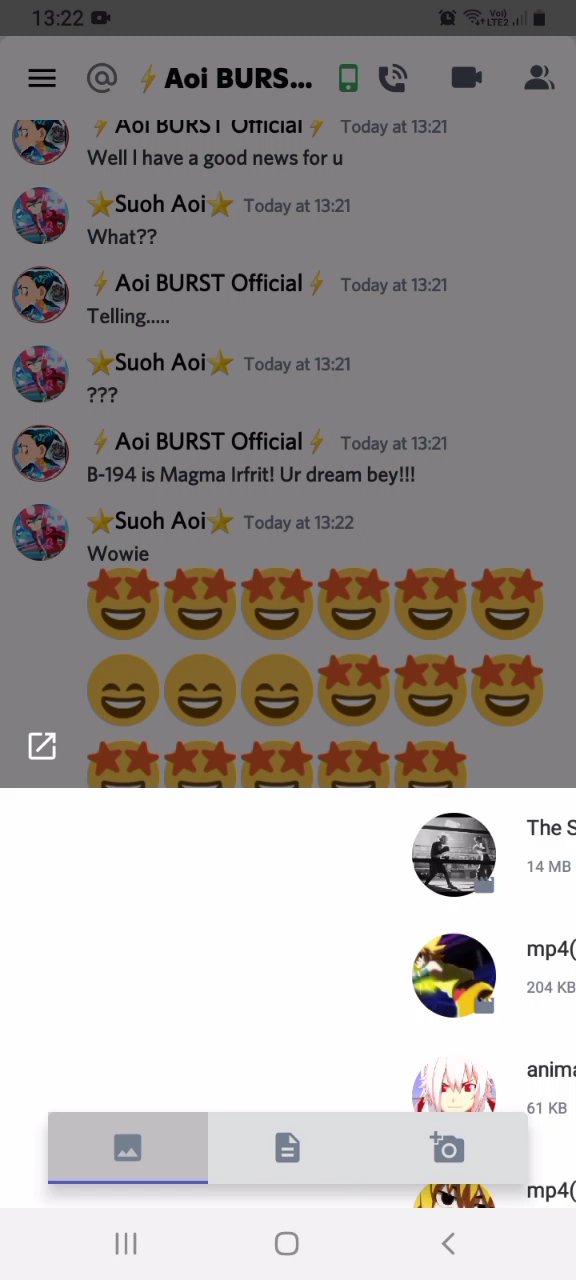 13:22
Vo)
LTE2
@ ⚡Aoi BURS...
⚡Aoi BURST Official⚡ Today at 13:21
Well I have a good news for u
⭐Suoh Aoi⭐ Today at 13:21
What??
⚡Aoi BURST Official⚡ Today at 13:21
Telling.....
⭐Suoh Aoi⭐ Today at 13:21
???
⚡Aoi BURST Official⚡ Today at 13:21
B-194 is Magma Irfrit! Ur dream bey!!!
⭐Suoh Aoi⭐ Today at 13:22
Wowie
🤩🤩🤩🤩🤩🤩
😄😄😄🤩🤩🤩
🤩🤩🤩🤩🤩
The S
14 MB
mp4(
204 KB
anima
61 KB
mp4(